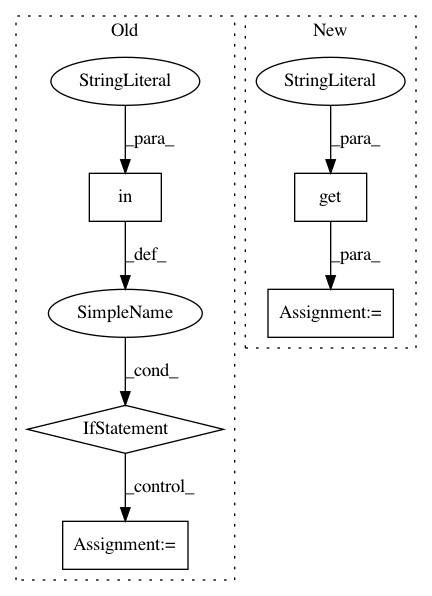 Old
StringLiteral
_para_
in
_def_
SimpleName
_cond_
IfStatement
_control_
Assignment:=
New
StringLiteral
_para_
get
_para_
Assignment:=